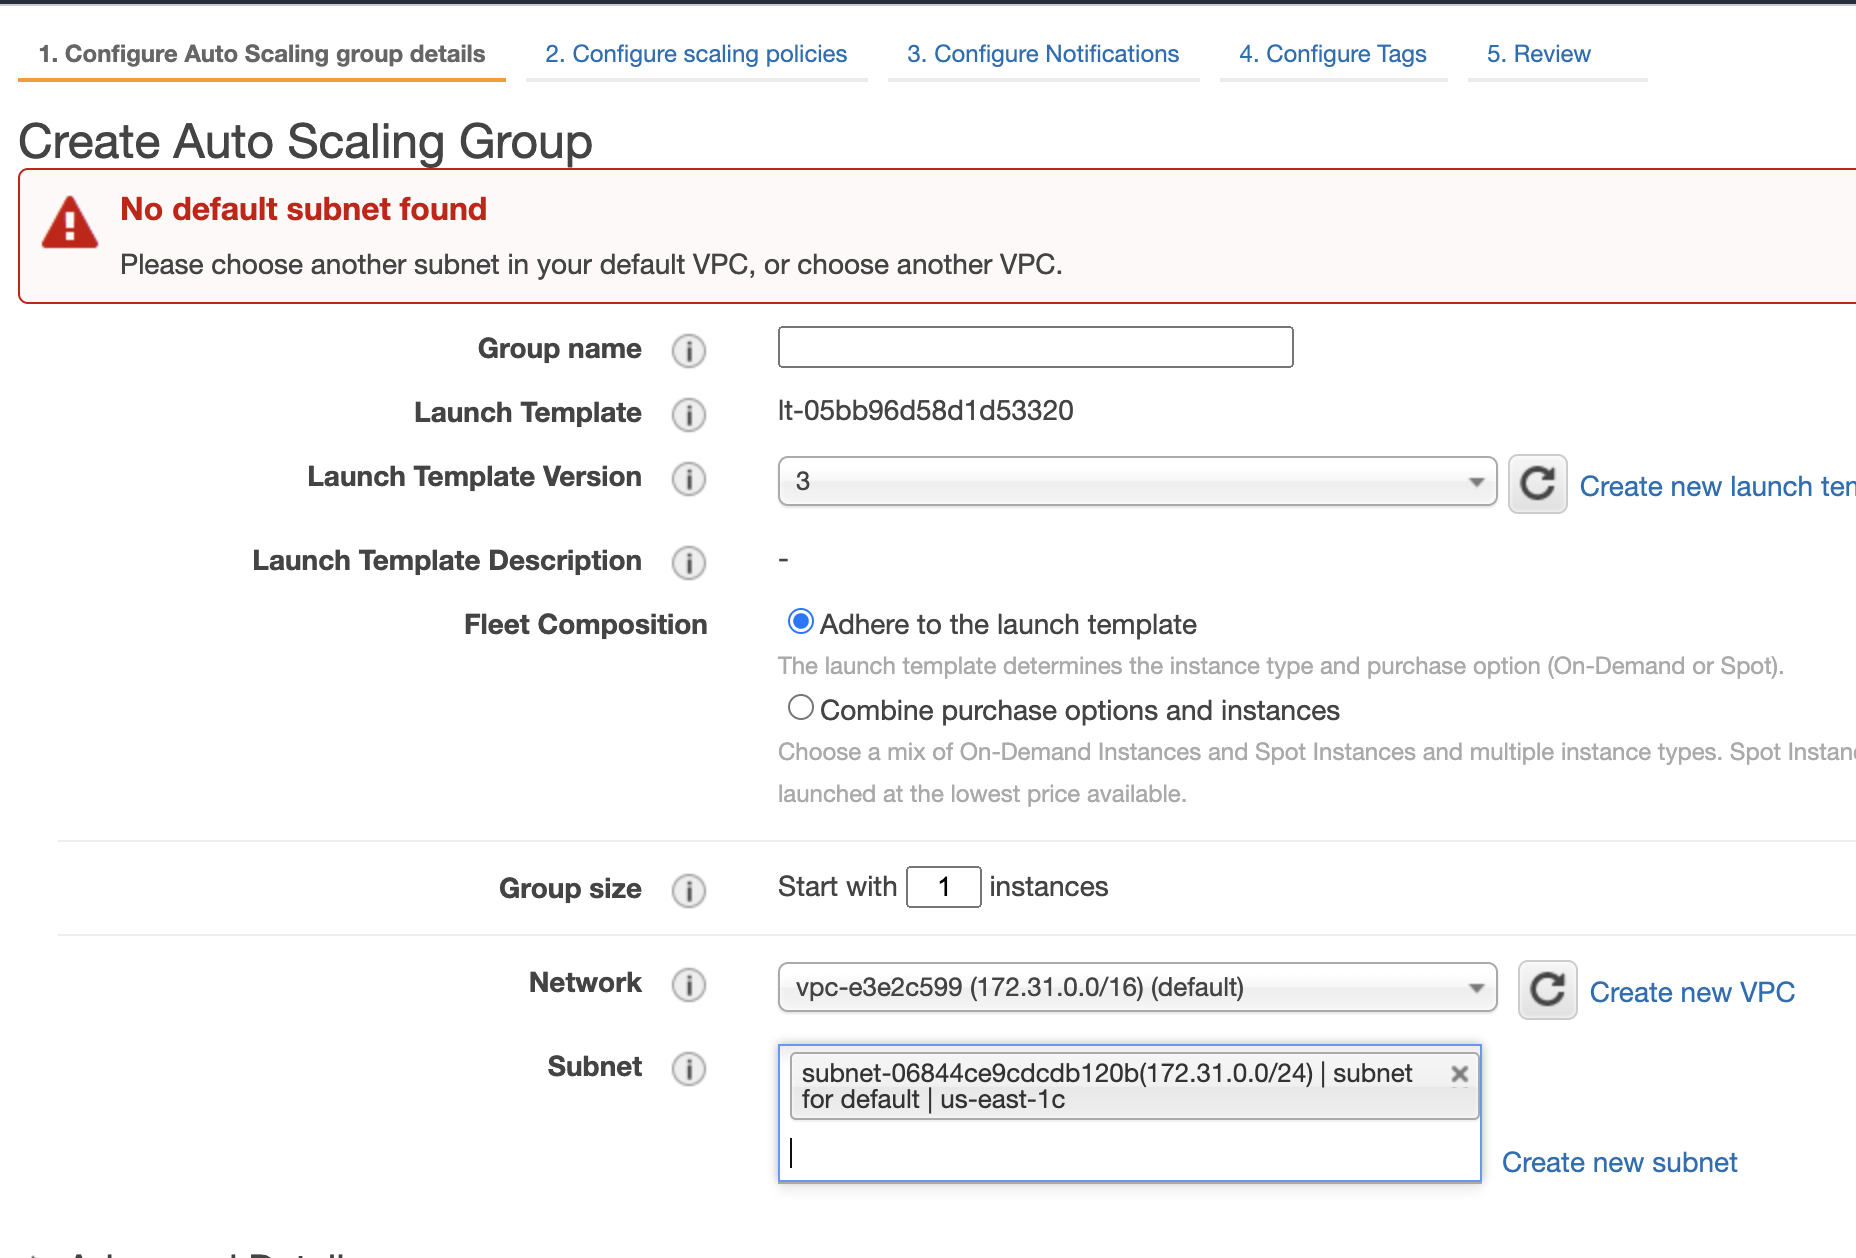 1. Configure Auto Scaling group details 2. Configure scaling policies 3. Configure Notifications 4. Configure Tags 5. Review
Create Auto Scaling Group
No default subnet found
Please choose another subnet in your default VPC, or choose another VPC.
Group name
Launch Template lt-05bb96d58d1d53320
Launch Template Version 3 Create new launch
Launch Template Description -
Fleet Composition Adhere to the launch template
The launch template determines the instance type and purchase option (On-Demand or Spot).
Combine purchase options and instances
Choose a mix of On-Demand Instances and Spot Instances and multiple instance types. Spot
launched at the lowest price available.
Group size Start with 1 instances
Network vpc-e3e2c599 (172.31.0.0/16) (default) Create new VPC
Subnet subnet-06844ce9cdcdb120b(172.31.0.0/24) | subnet
for default | us-east-1c
Create new subnet